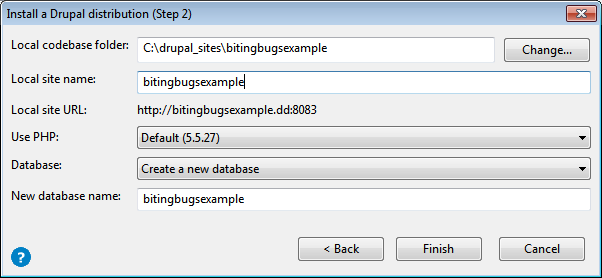 Install a Drupal distribution (Step 2)
Local codebase folder: C:\drupal_sites\bitingbugsexample Change...
Local site name: bitingbugsexample
Local site URL: http://bitingbugsexample.dd:8083
Use PHP: Default (5.5.27)
Database: Create a new database
New database name: bitingbugsexample
? < Back Finish Cancel